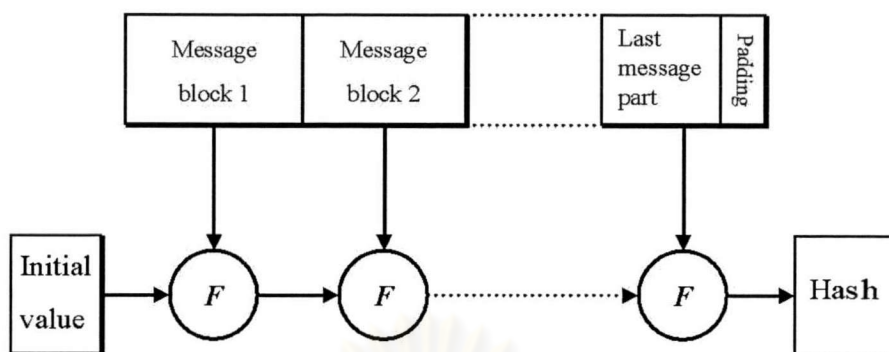 Message
block 1
Message
block 2
Last
message
part
Padding
Initial
value
F
F
F
Hash